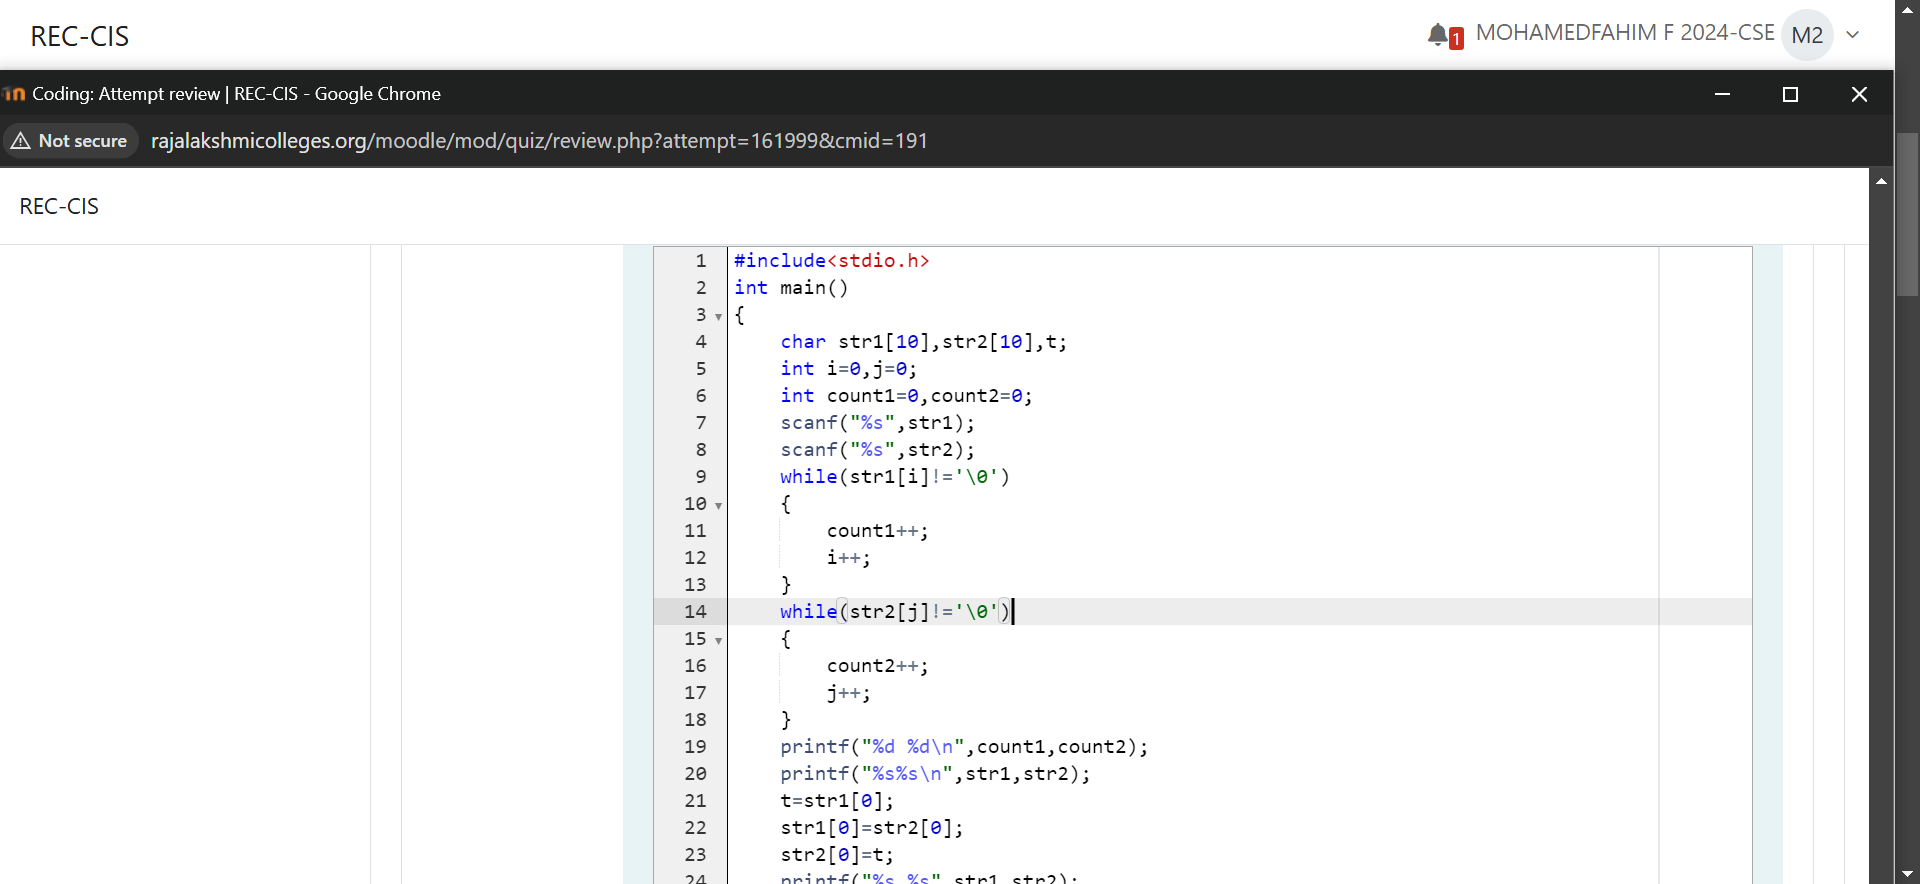 REC-CIS
1 MOHAMEDFAHIM F 2024-CSE M2
Coding: Attempt review | REC-CIS - Google Chrome
Not secure rajalakshmicolleges.org/moodle/mod/quiz/review.php?attempt=161999&cmid=191
REC-CIS
1 #include<stdio.h>
2 int main()
3 {
4 char str1[10],str2[10],t;
5 int i=0,j=0;
6 int count1=0,count2=0;
7 scanf("%s",str1);
8 scanf("%s",str2);
9 while(str1[i]!='\0')
10 {
11 count1++;
12 i++;
13 }
14 while(str2[j]!='\0')
15 {
16 count2++;
17 j++;
18 }
19 printf("%d %d\n",count1,count2);
20 printf("%s%s\n",str1,str2);
21 t=str1[0];
22 str1[0]=str2[0];
23 str2[0]=t;
24 printf("%s %s",str1,str2);